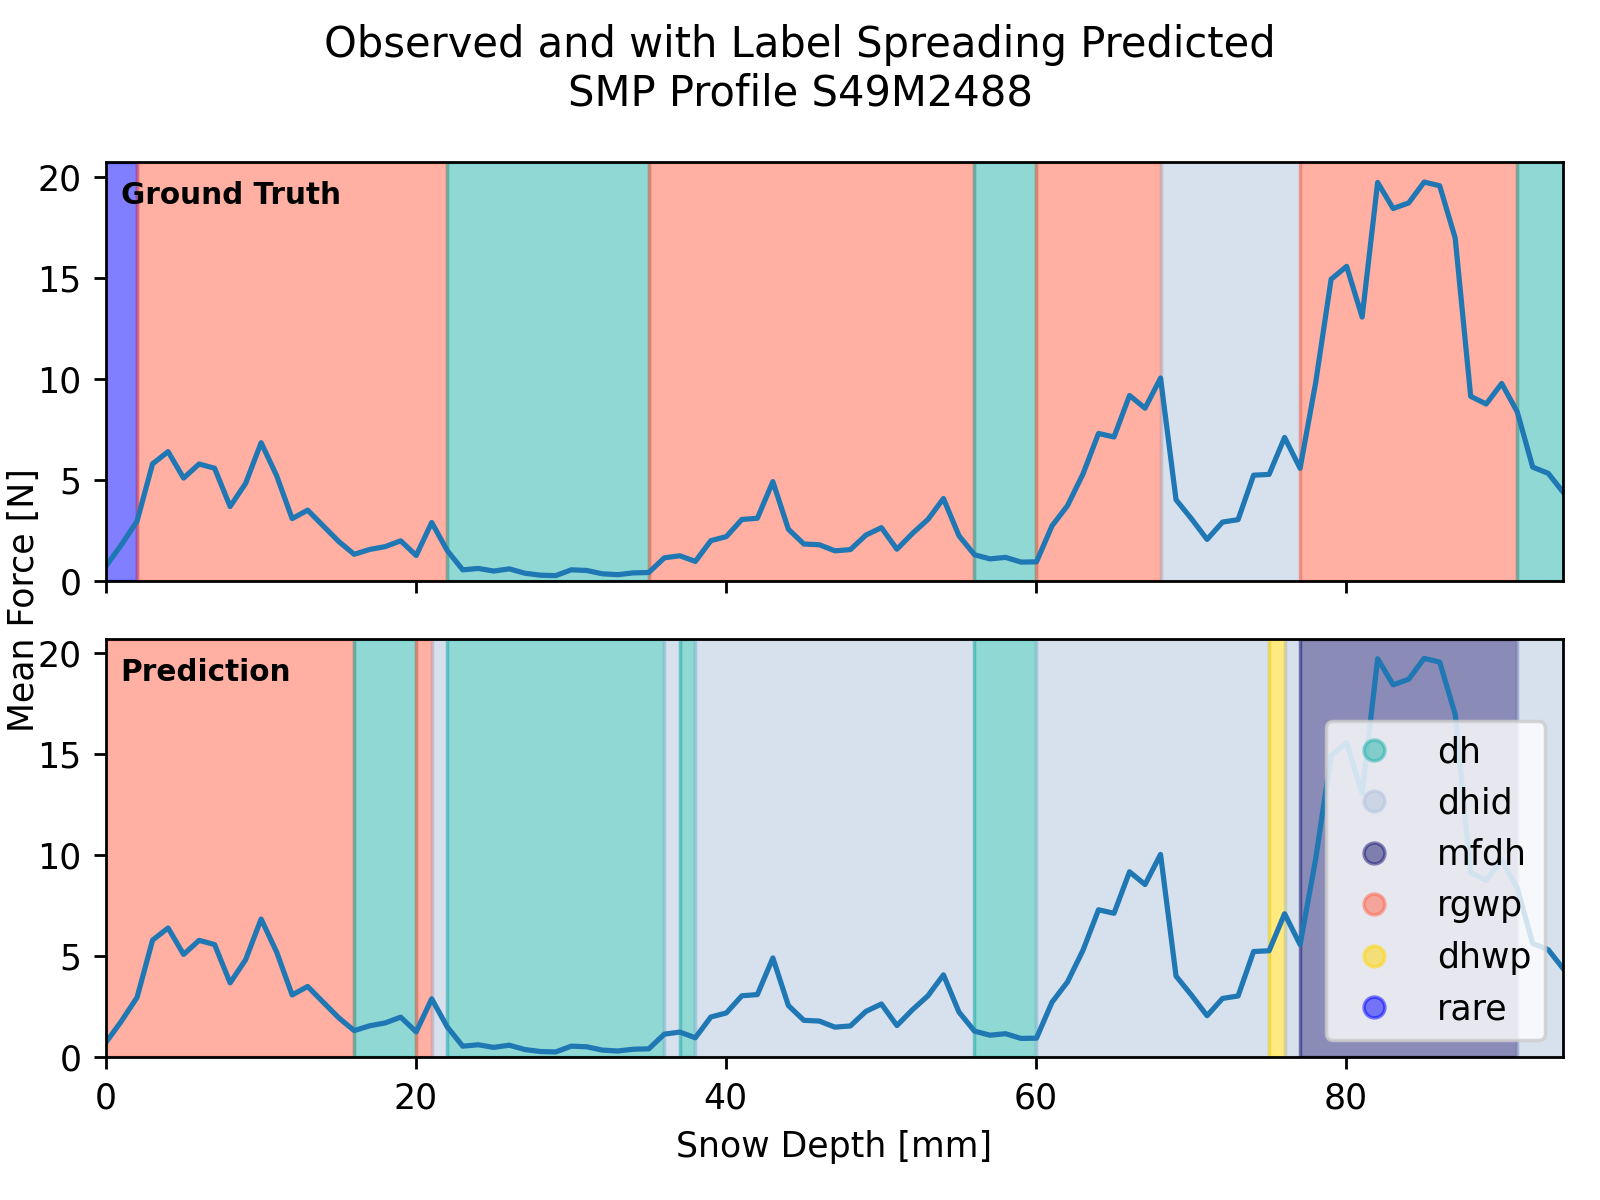 Observed and with Label Spreading Predicted
SMP Profile S49M2488
20
15
10
5
0
Ground Truth
Mean Force [N]
20
15
10
5
0
Prediction
dh
dhid
mfdh
rgwp
dhwp
rare
0 20 40 60 80
Snow Depth [mm]